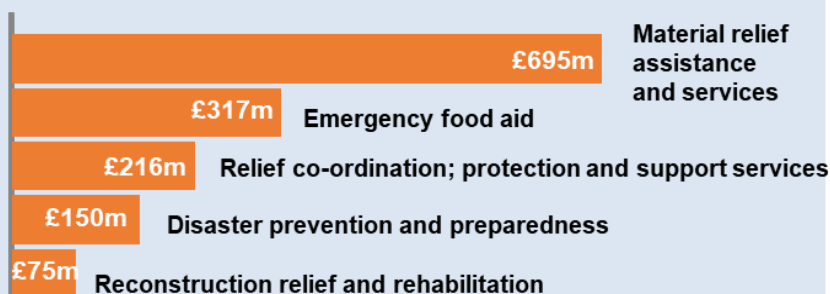 £695m
Material relief
assistance
and services
£317m
Emergency food aid
£216m
Relief co-ordination; protection and support services
£150m
Disaster prevention and preparedness
£75m
Reconstruction relief and rehabilitation